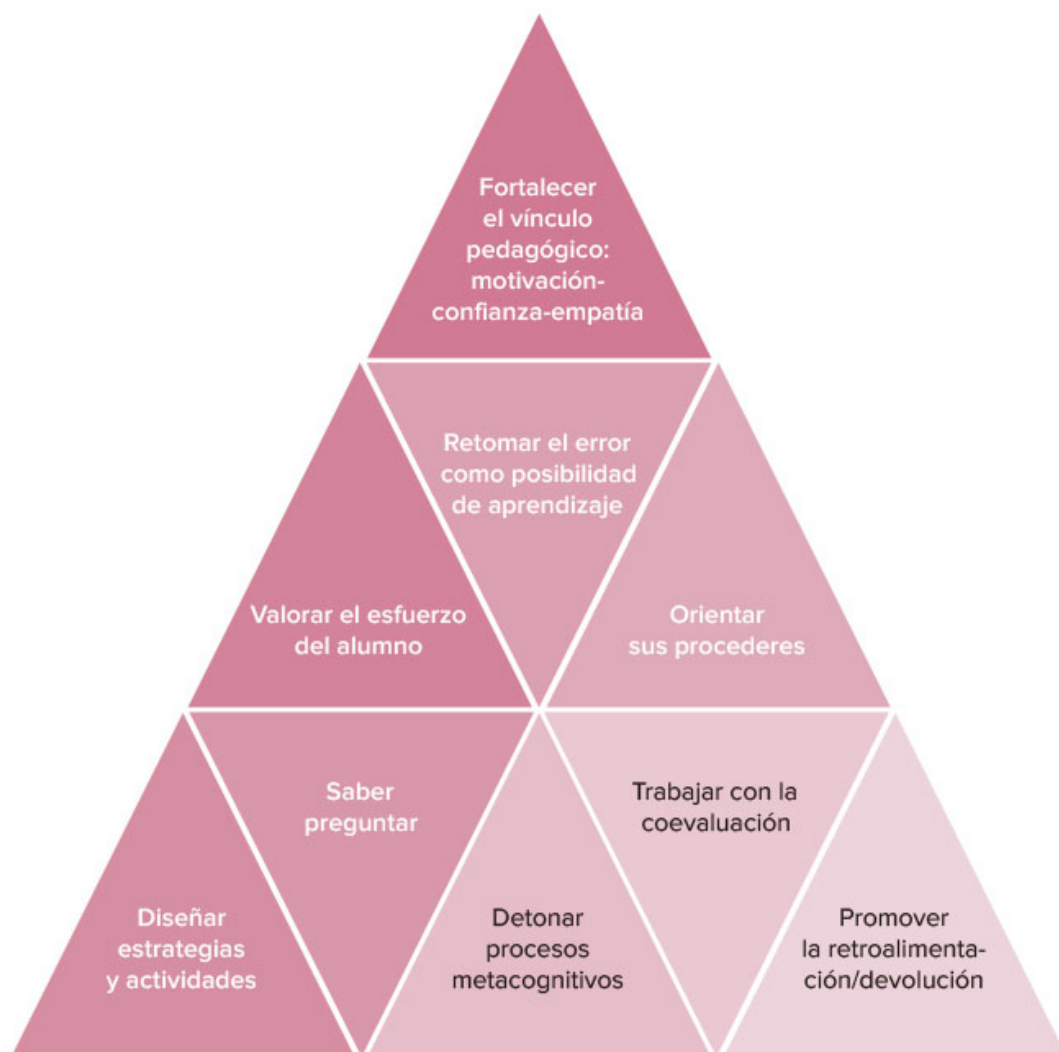 Fortalecer
el vínculo
pedagógico:
motivación-
confianza-empatía
Retomar el error
como posibilidad
de aprendizaje
Valorar el esfuerzo
del alumno
Orientar
sus procederes
Saber
preguntar
Trabajar con la
coevaluación
Diseñar
estrategias
y actividades
Detonar
procesos
metacognitivos
Promover
la retroalimenta-
ción/devolución